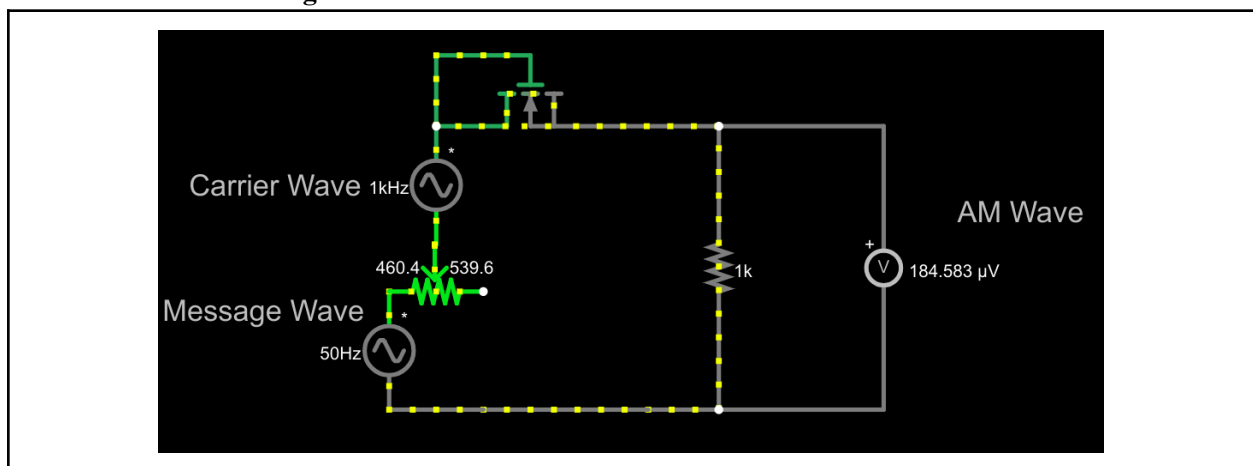 Carrier Wave
1kHz
*
AM Wave
460.4
539.6
+
V
184.583 µV
1k
Message Wave
*
50Hz